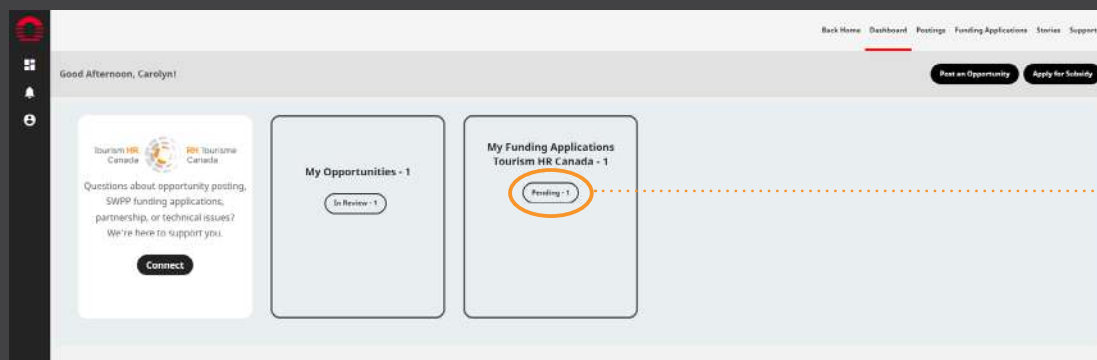 Back Home Dashboard Postings Funding Applications Stories Support
Good Afternoon, Carolyn!
Post an Opportunity Apply for Subsidy
Tourism HR Canada
RH Tourisme Canada
Questions about opportunity posting,
SWPP funding applications,
partnership, or technical issues?
We're here to support you.
Connect
My Opportunities - 1
In Review - 1
My Funding Applications
Tourism HR Canada - 1
Pending - 1